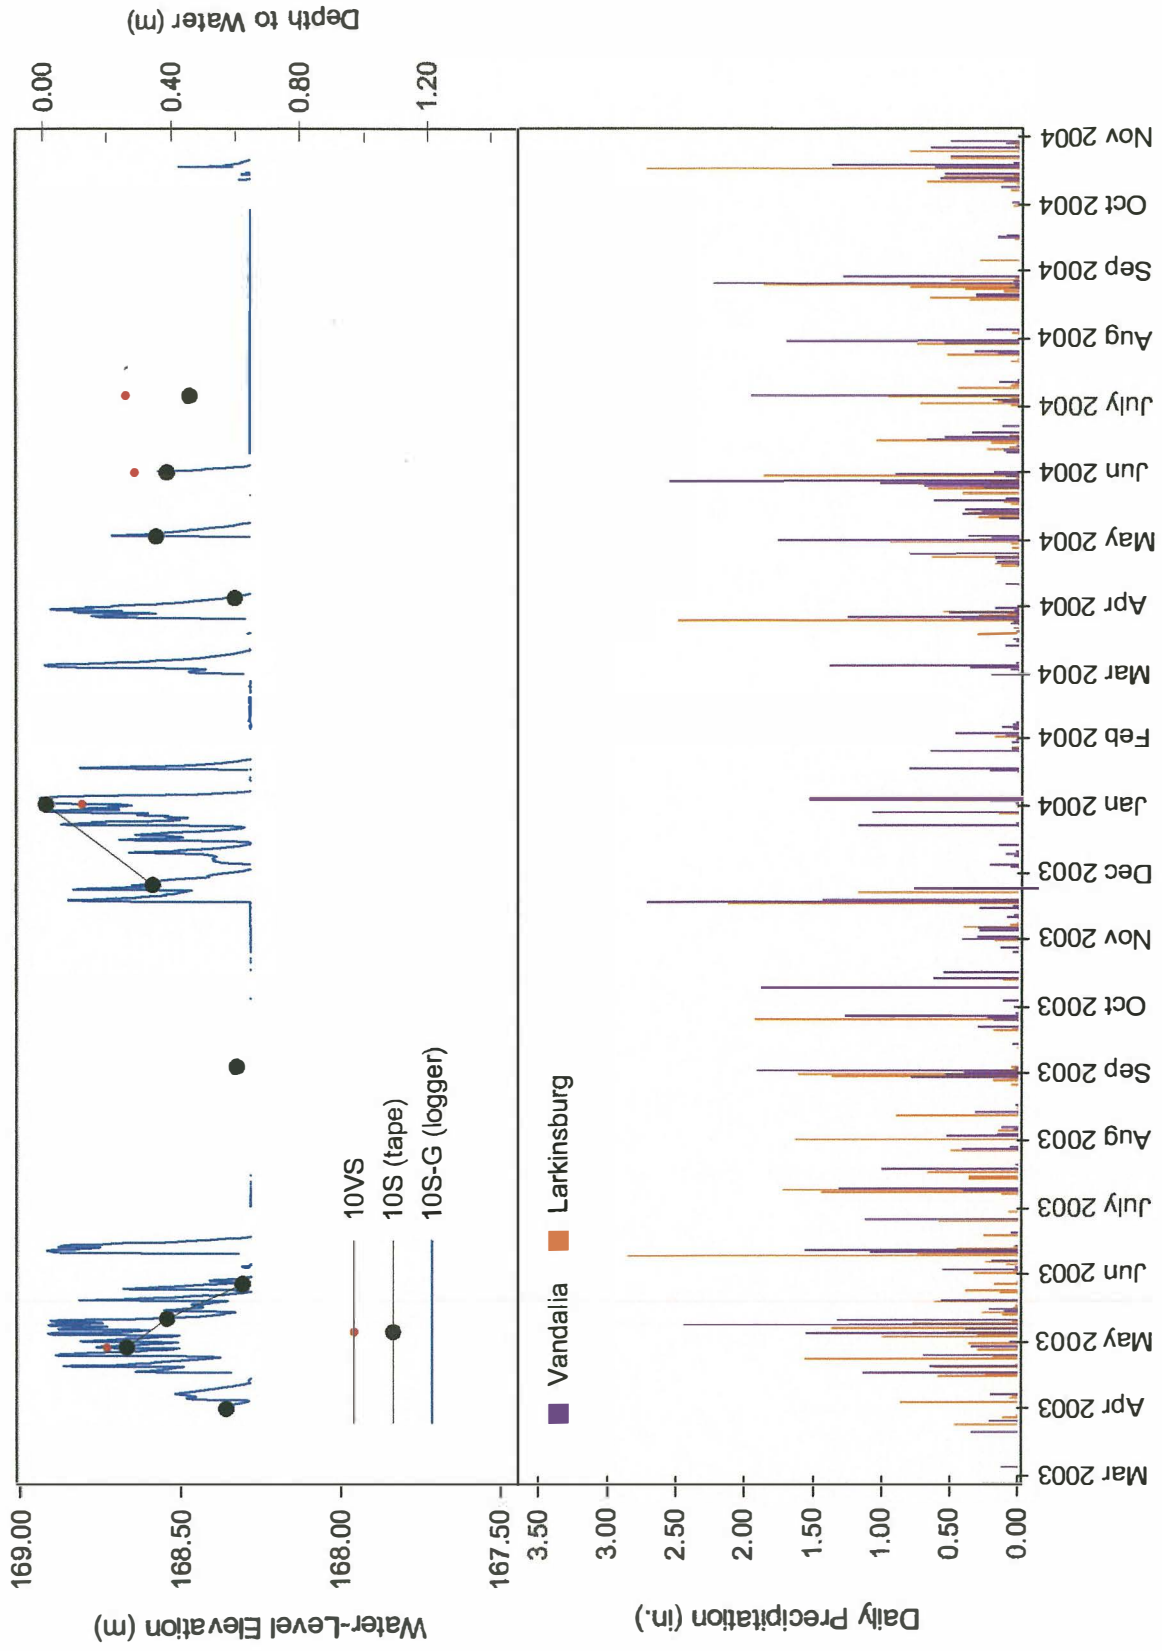 Water-Level Elevation (m)
169.00
168.50
168.00
167.50
Depth to Water (m)
0.00
0.40
0.80
1.20
10VS
10S (tape)
10S-G (logger)
Daily Precipitation (in.)
3.50
3.00
2.50
2.00
1.50
1.00
0.50
0.00
Vandalia
Larkinsburg
Mar 2003
Apr 2003
May 2003
Jun 2003
July 2003
Aug 2003
Sep 2003
Oct 2003
Nov 2003
Dec 2003
Jan 2004
Feb 2004
Mar 2004
Apr 2004
May 2004
Jun 2004
July 2004
Aug 2004
Sep 2004
Oct 2004
Nov 2004